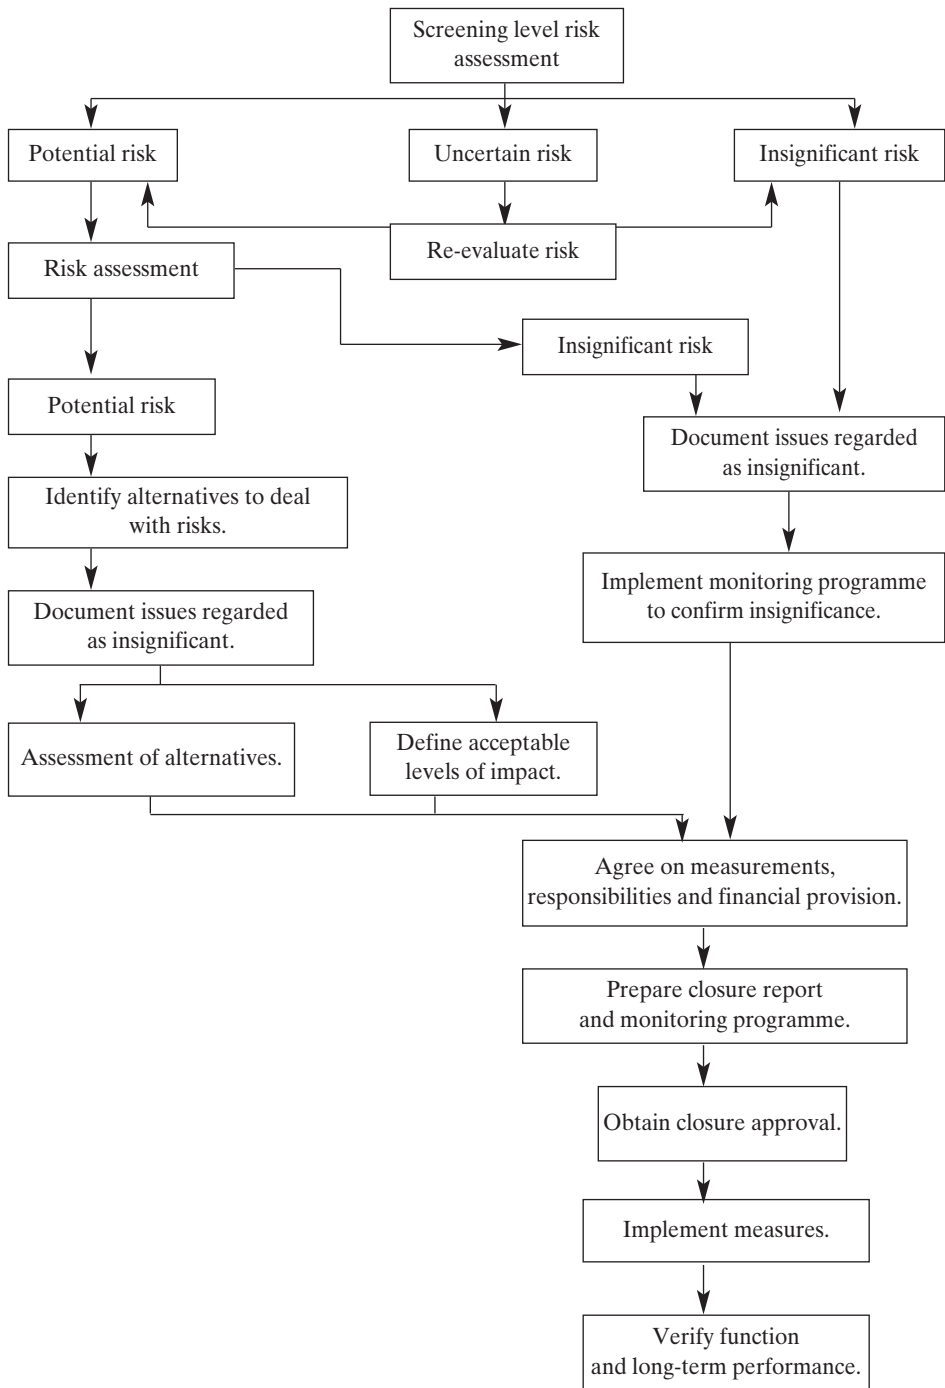 Screening level risk
assessment
Potential risk
Uncertain risk
Insignificant risk
Re-evaluate risk
Risk assessment
Insignificant risk
Potential risk
Document issues regarded
as insignificant.
Identify alternatives to deal
with risks.
Implement monitoring programme
to confirm insignificance.
Document issues regarded
as insignificant.
Assessment of alternatives.
Define acceptable
levels of impact.
Agree on measurements,
responsibilities and financial provision.
Prepare closure report
and monitoring programme.
Obtain closure approval.
Implement measures.
Verify function
and long-term performance.